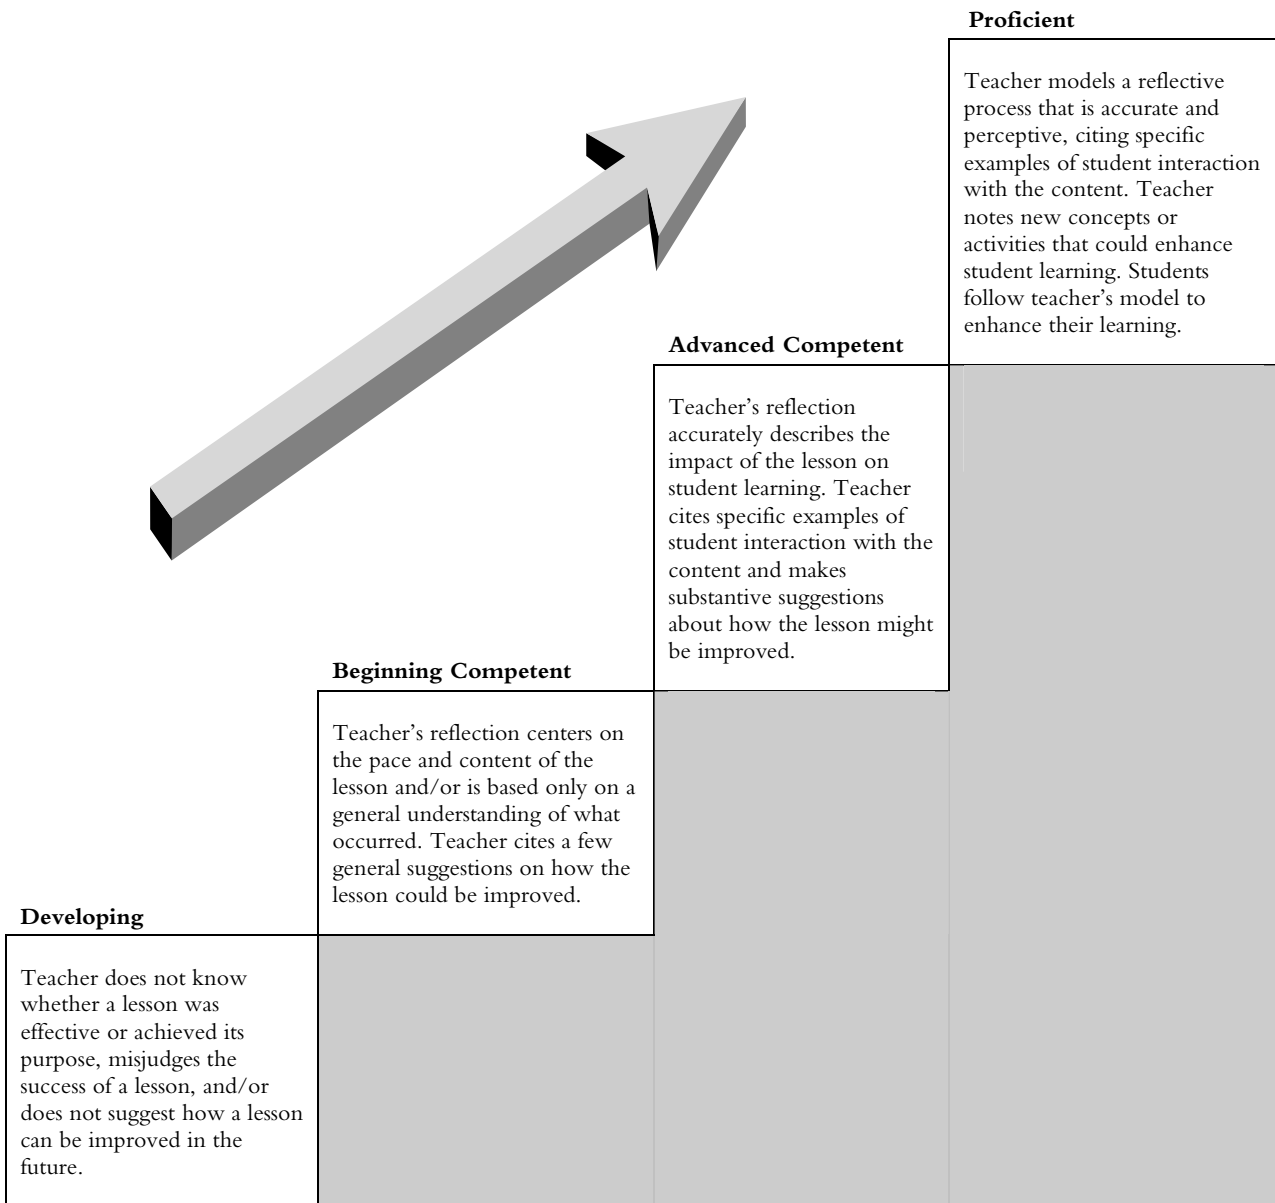 Proficient
Teacher models a reflective
process that is accurate and
perceptive, citing specific
examples of student interaction
with the content. Teacher
notes new concepts or
activities that could enhance
student learning. Students
follow teacher’s model to
enhance their learning.
Advanced Competent
Teacher’s reflection
accurately describes the
impact of the lesson on
student learning. Teacher
cites specific examples of
student interaction with the
content and makes
substantive suggestions
about how the lesson might
be improved.
Beginning Competent
Teacher’s reflection centers on
the pace and content of the
lesson and/or is based only on a
general understanding of what
occurred. Teacher cites a few
general suggestions on how the
lesson could be improved.
Developing
Teacher does not know
whether a lesson was
effective or achieved its
purpose, misjudges the
success of a lesson, and/or
does not suggest how a lesson
can be improved in the
future.